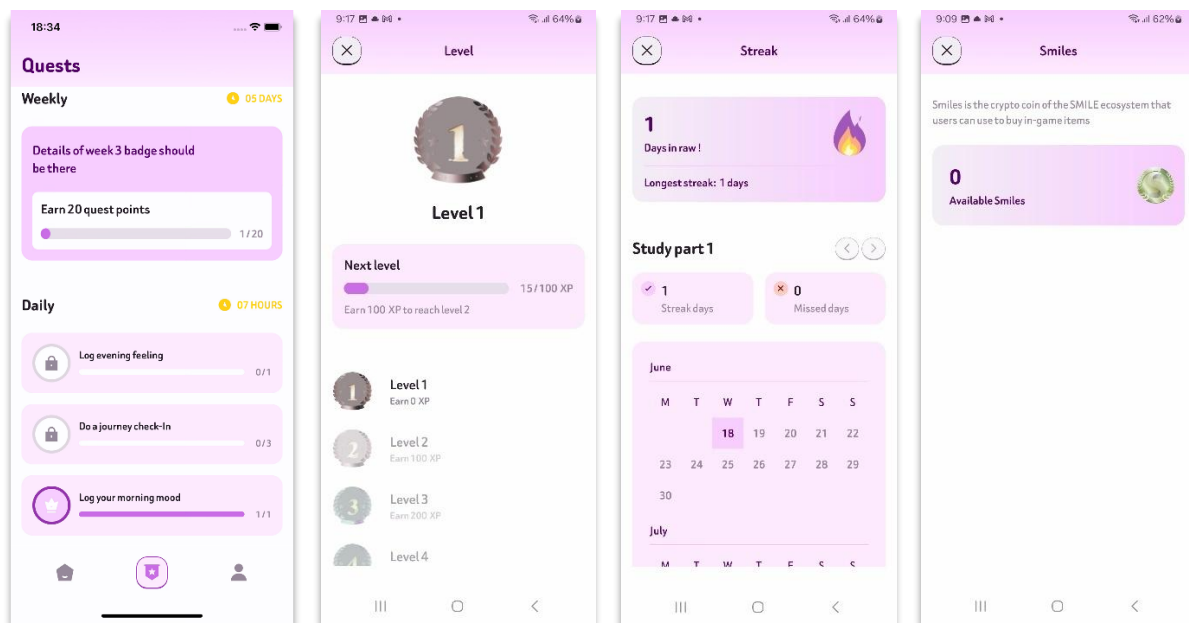 18:34
Quests
Weekly
05 DAYS
Details of week 3 badge should
be there
Earn 20 quest points
1/20
Daily
07 HOURS
Log evening feeling
0/1
Do a journey check-In
0/3
Log your morning mood
1/1
9:17
64%
Level
1
Level 1
Next level
15/100 XP
Earn 100 XP to reach level 2
1
Level 1
Earn 0 XP
2
Level 2
Earn 100 XP
3
Level 3
Earn 200 XP
Level 4
9:17
64%
Streak
1
Days in raw !
Longest streak: 1 days
Study part 1
1
Streak days
0
Missed days
June
M T W T F S S
18 19 20 21 22
23 24 25 26 27 28 29
30
July
M T W T F S S
9:09
62%
Smiles
Smiles is the crypto coin of the SMILE ecosystem that
users can use to buy in-game items
0
Available Smiles
S